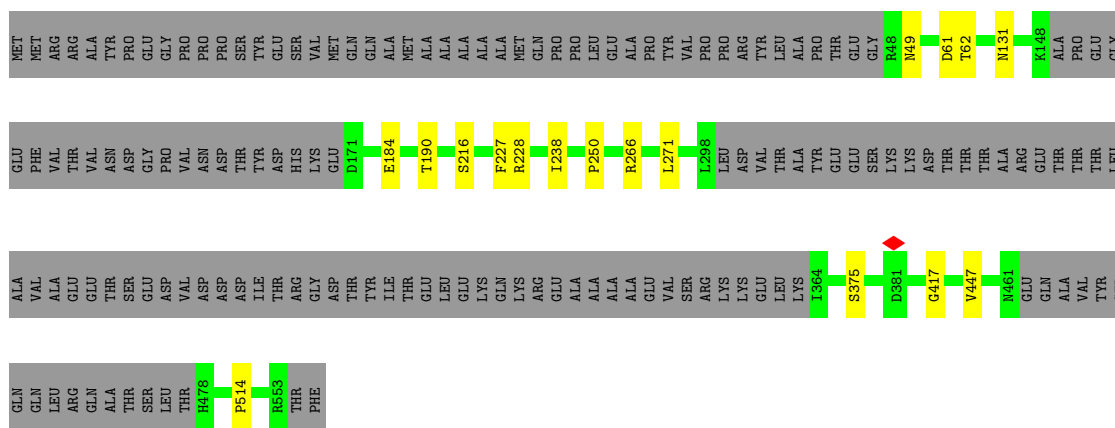 MET MET ARG ARG ALA TYR PRO GLU GLY PRO PRO PRO SER TYR GLU SER VAL MET GLN GLN ALA MET ALA ALA ALA ALA ALA MET GLN PRO PRO LEU GLU ALA PRO TYR VAL PRO PRO ARG TYR LEU ALA PRO THR GLU GLY R48 N49 D61 T62 N131 K148 ALA PRO GLU GLY
GLU PHE VAL THR VAL ASN ASP GLY PRO VAL ASN ASP THR TYR ASP HIS LYS GLU D171 E184 T190 S216 F227 R228 I238 P250 R266 L271 L298 LEU ASP VAL THR ALA TYR GLU GLU SER LYS LYS ASP THR THR THR ALA ARG GLU THR THR THR LEU
ALA VAL ALA GLU GLU THR SER GLU ASP VAL ASP ASP ASP ILE THR ARG GLY ASP THR TYR ILE THR GLU LEU GLU LYS GLN LYS ARG GLU ALA ALA ALA ALA GLU VAL SER ARG LYS LYS GLU LEU LYS I364 S375 D381 G417 V447 N461 GLU GLN ALA VAL TYR
GLN GLN LEU ARG GLN ALA THR SER LEU THR H478 P514 R553 THR PHE